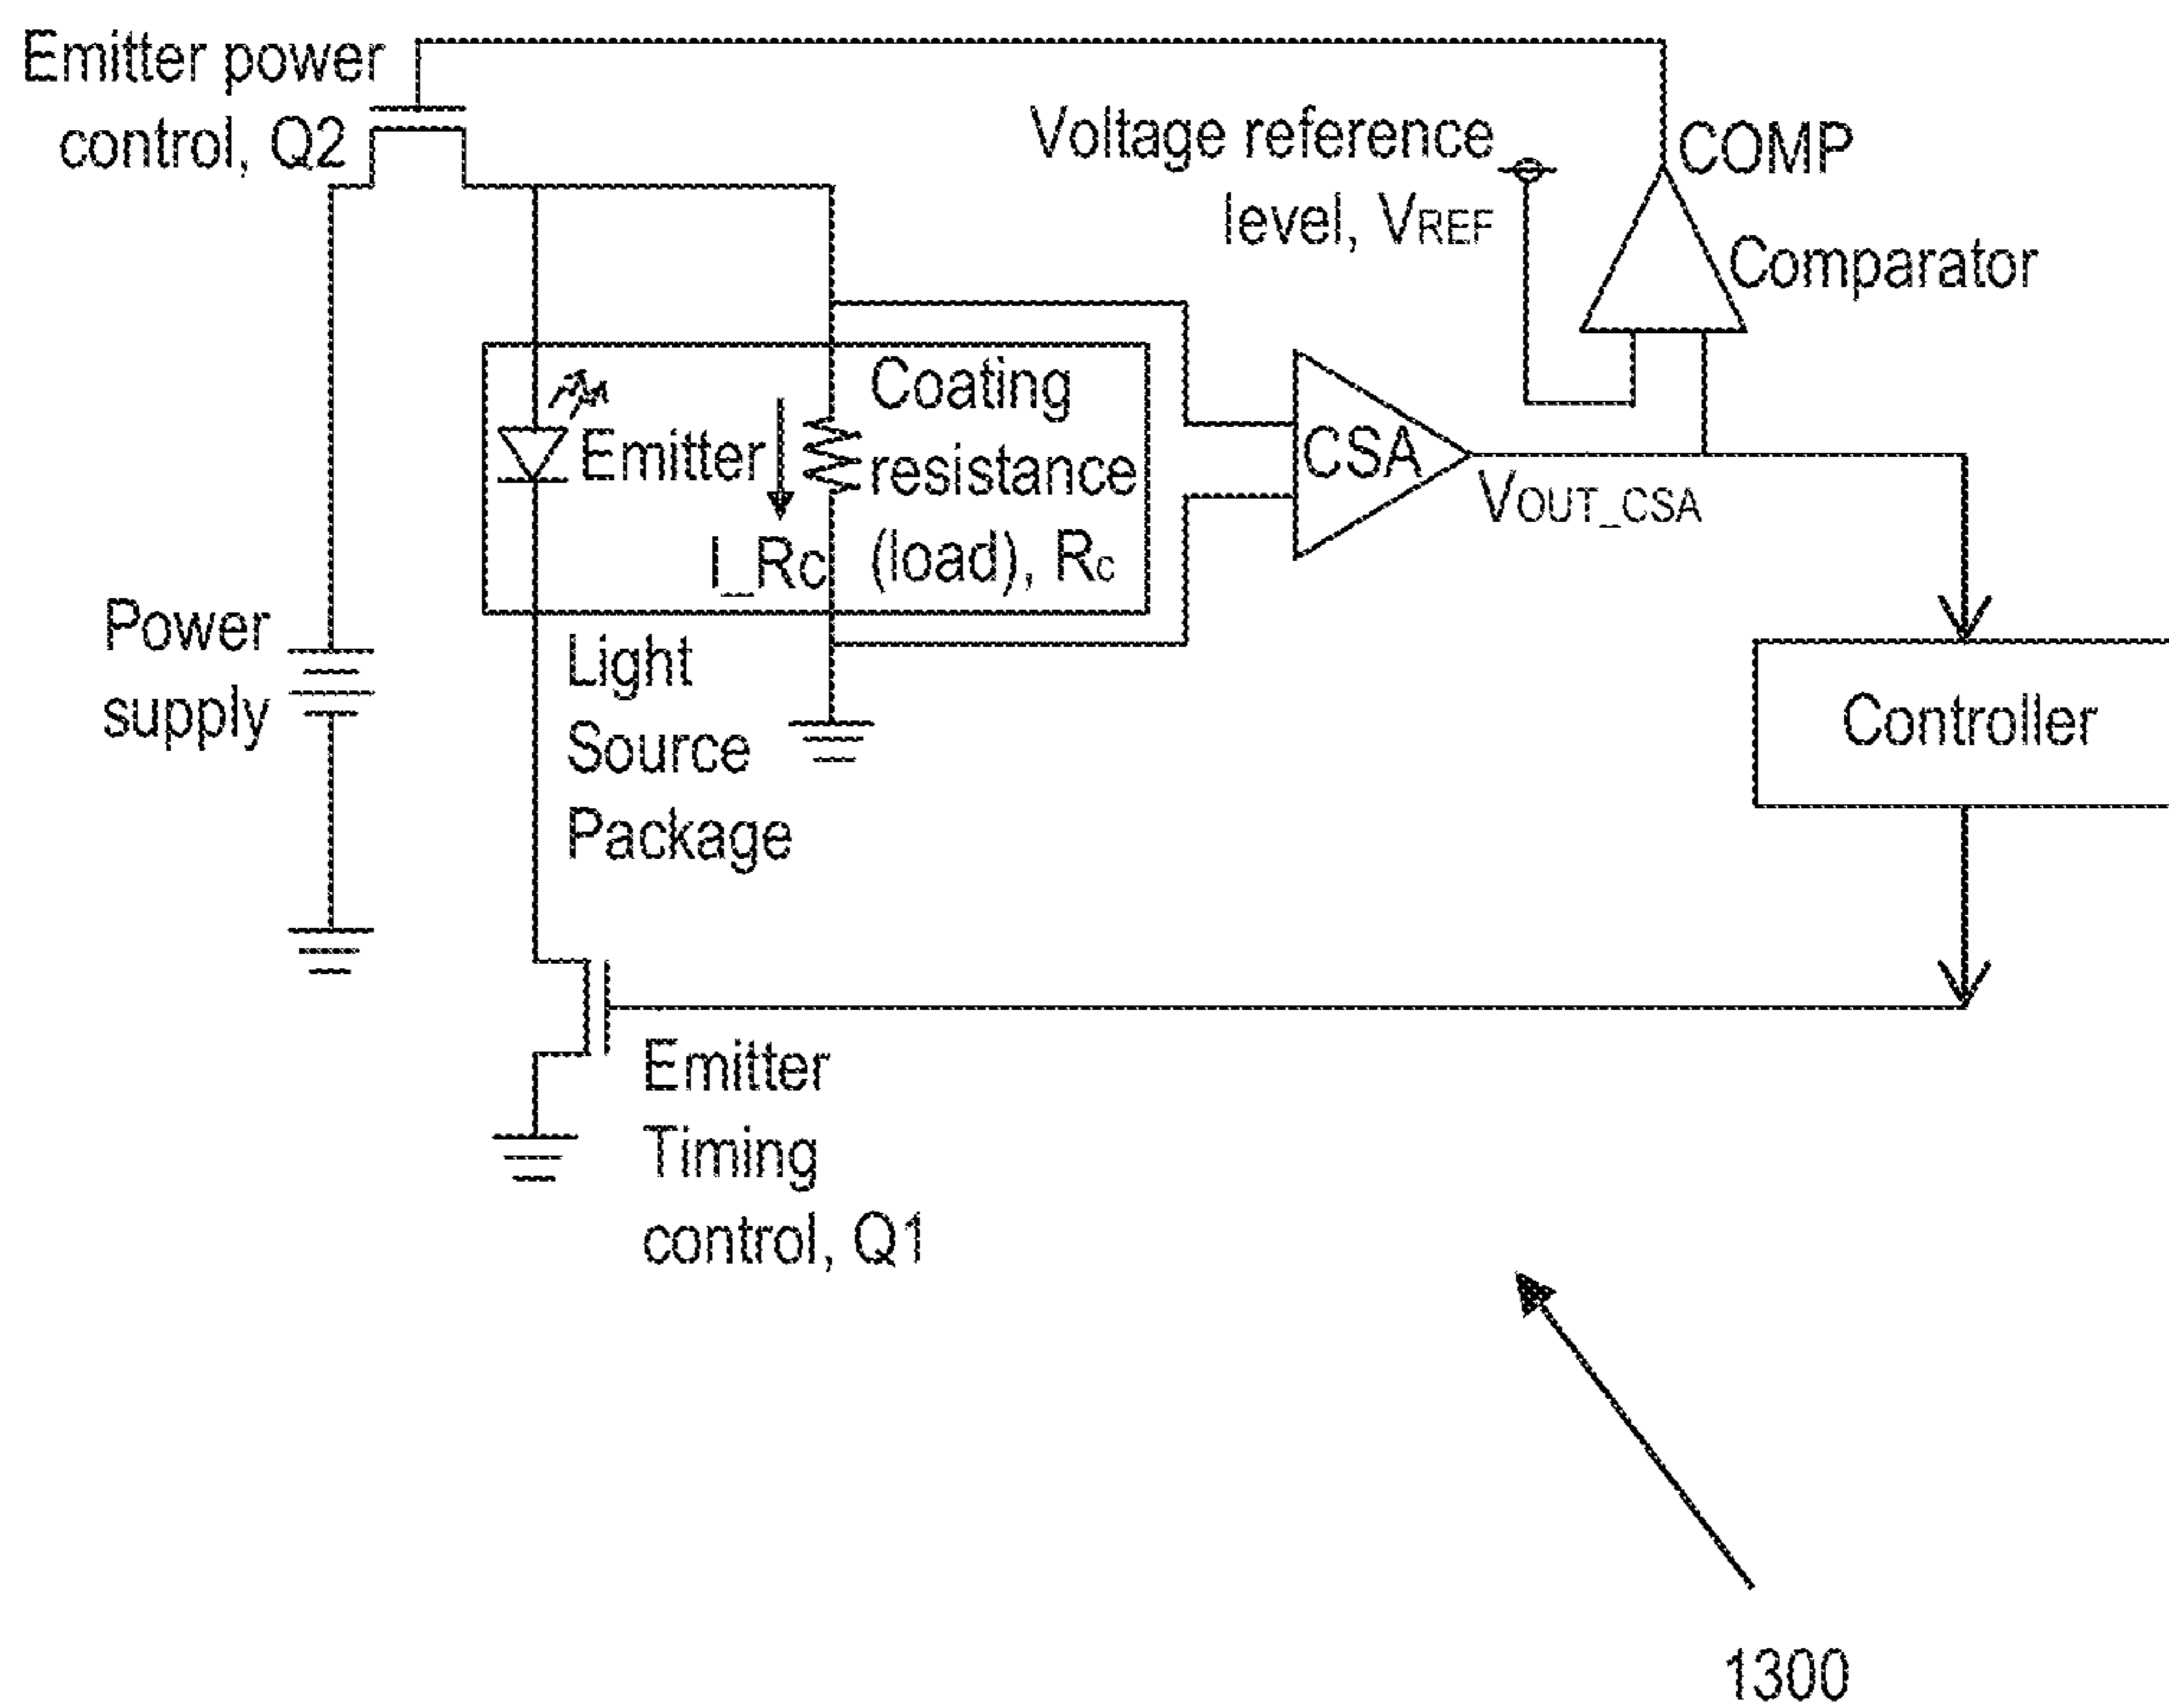 Emitter power
control, Q2
Voltage reference
level, VREF
COMP
Comparator
Coating
resistance
(load), Rc
Emitter
I_Rc
CSA
VOUT_CSA
Power
supply
Light
Source
Package
Controller
Emitter
Timing
control, Q1
1300